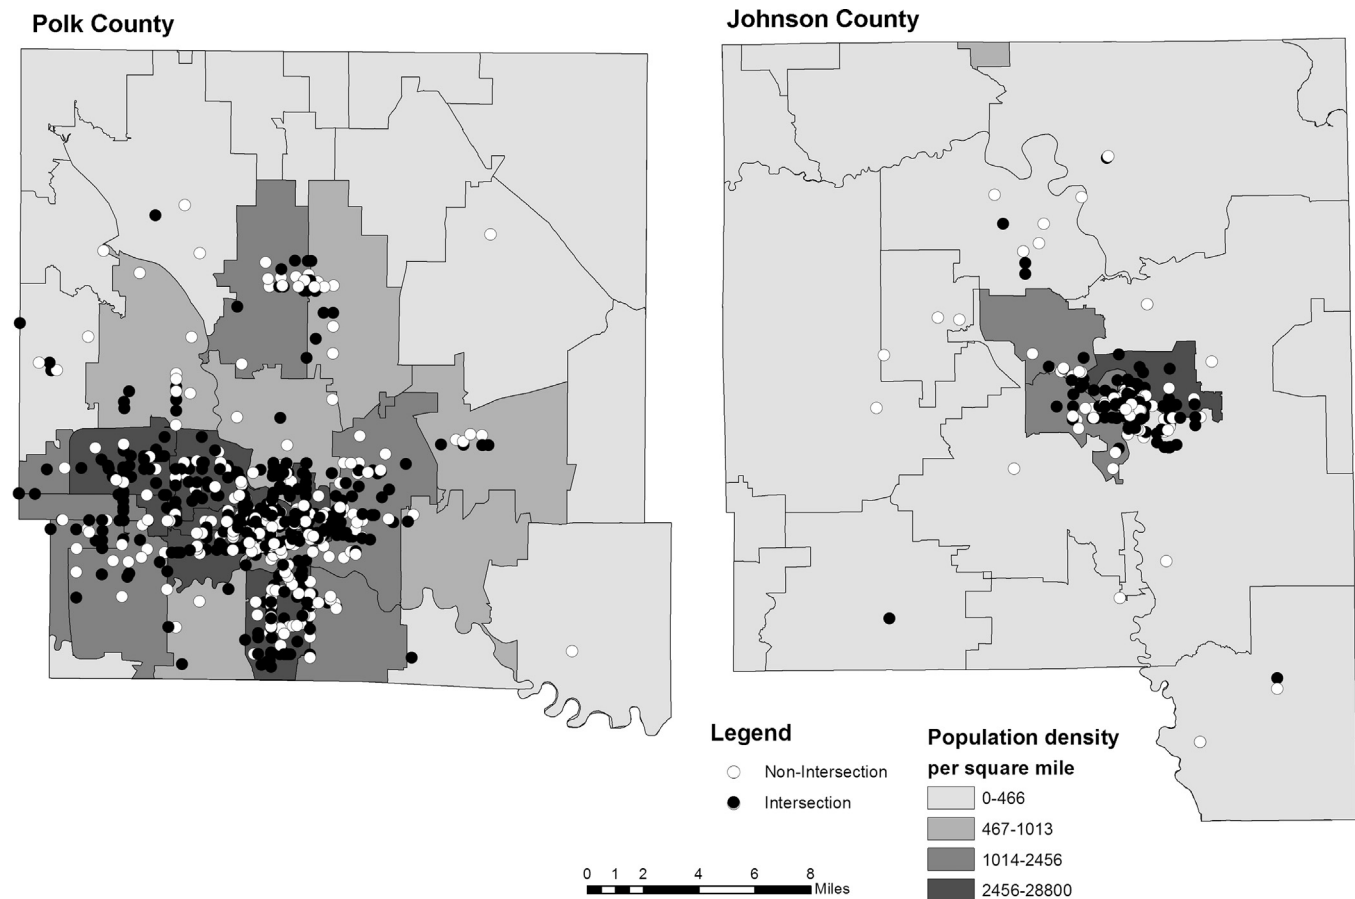 Polk County
Johnson County
Legend
Non-Intersection
Intersection
Population density
per square mile
0-466
467-1013
1014-2456
2456-28800
0 1 2 4 6 8
Miles